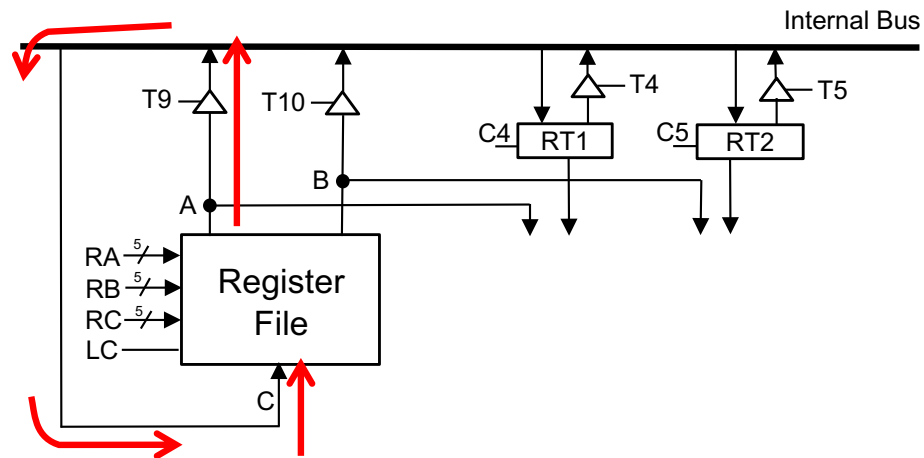 Internal Bus
T9
T10
T4
T5
C4
RT1
C5
RT2
B
A
RA
5
RB
5
RC
5
LC
Register
File
C